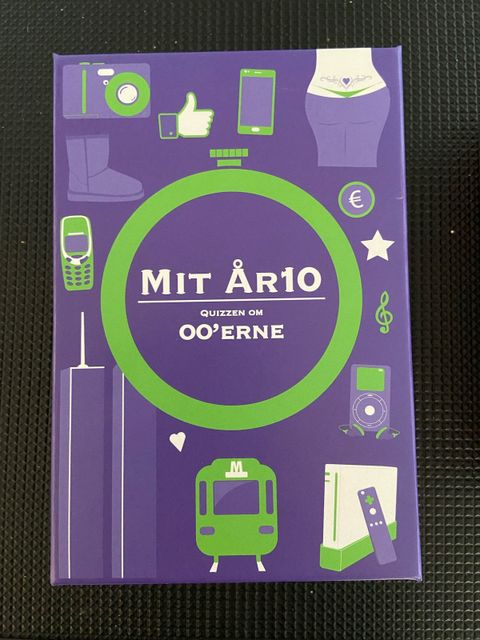 €
MIT ÅR10
QUIZZEN OM
00'ERNE
M